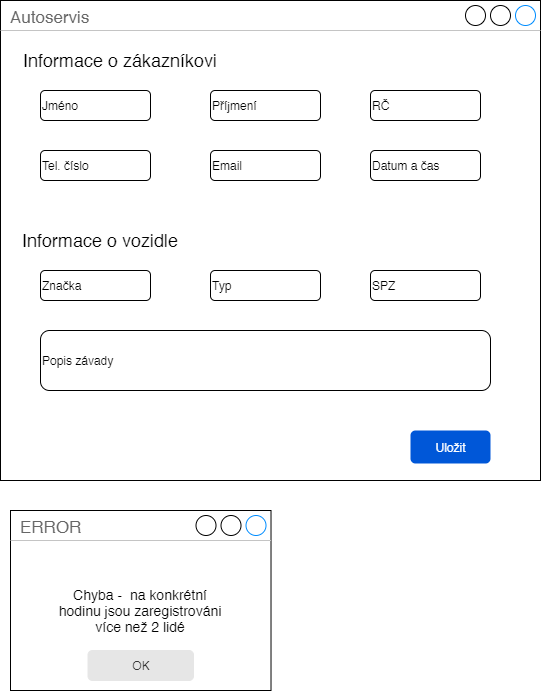 Autoservis
Informace o zákazníkovi
Jméno
Příjmení
RČ
Tel. číslo
Email
Datum a čas
Informace o vozidle
Značka
Typ
SPZ
Popis závady
Uložit
ERROR
Chyba - na konkrétní
hodinu jsou zaregistrováni
více než 2 lidé
OK